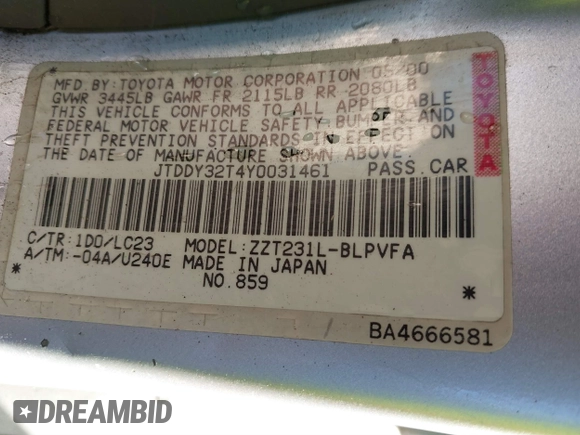 MFD BY: TOYOTA MOTOR CORPORATION 05/00
GVWR 3445LB GAWR FR 2115LB RR 2080LB
THIS VEHICLE CONFORMS TO ALL APPLICABLE
FEDERAL MOTOR VEHICLE SAFETY, BUMPER AND
THEFT PREVENTION STANDARDS IN EFFECT ON
THE DATE OF MANUFACTURE SHOWN ABOVE.
JTDDY32T4Y0031461 PASS. CAR
C/TR: 1D0/LC23 MODEL: ZZT231L-BLPVFA
A/TM:-04A/U240E MADE IN JAPAN
* NO. 859 *
TOYOTA
BA4666581
DREAMBID